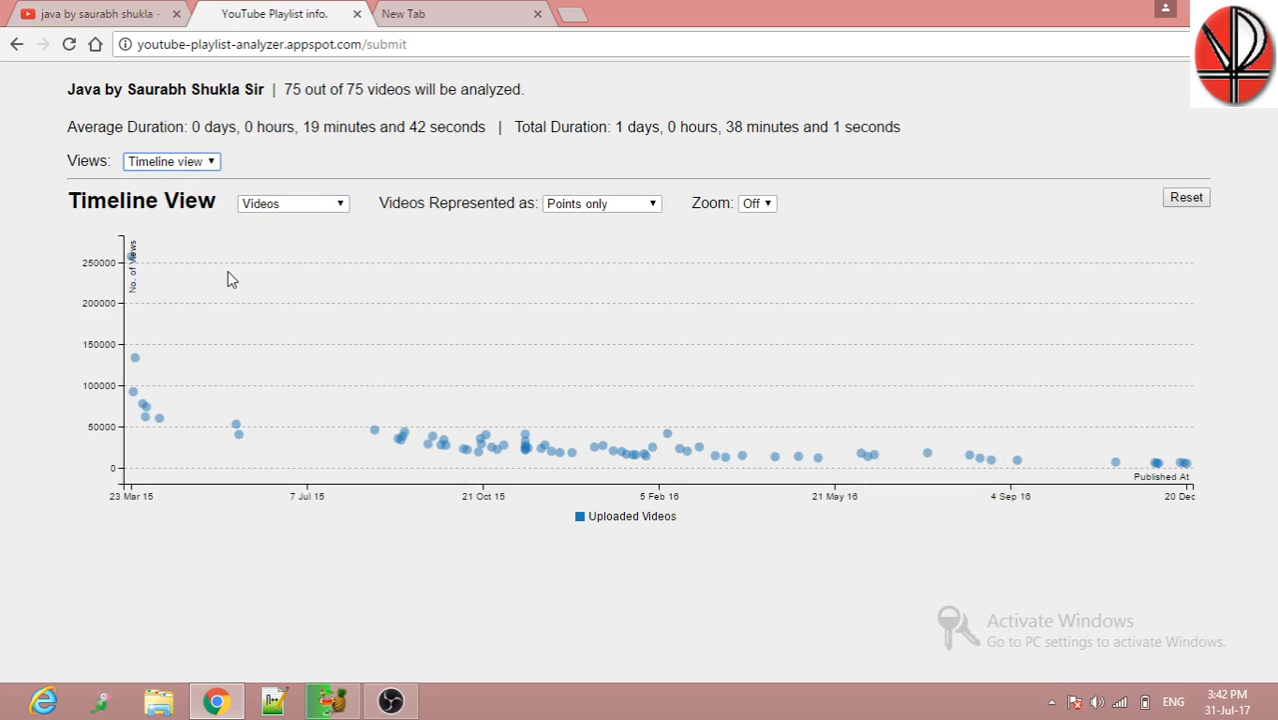 java by saurabh shukla -
YouTube Playlist info.
New Tab
youtube-playlist-analyzer.appspot.com/submit
Java by Saurabh Shukla Sir | 75 out of 75 videos will be analyzed.
Average Duration: 0 days, 0 hours, 19 minutes and 42 seconds | Total Duration: 1 days, 0 hours, 38 minutes and 1 seconds
Views: Timeline view
Timeline View Videos Videos Represented as: Points only Zoom: Off Reset
No. of Views
250000
200000
150000
100000
50000
0
Published At
23 Mar 15 7 Jul 15 21 Oct 15 5 Feb 16 21 May 16 4 Sep 16 20 Dec
Uploaded Videos
Activate Windows
Go to PC settings to activate Windows.
ENG
3:42 PM
31-Jul-17